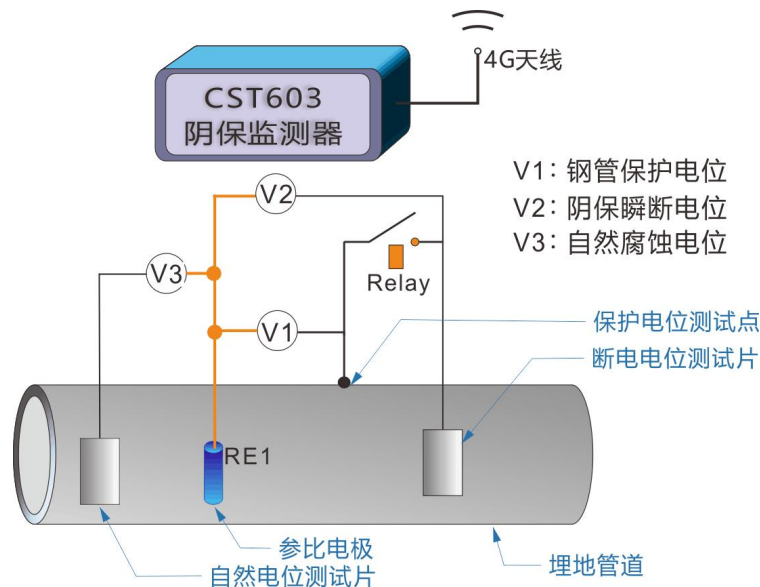 4G天线
CST603
阴保监测器
V1：钢管保护电位
V2：阴保瞬断电位
V3：自然腐蚀电位
V2
V3
Relay
V1
保护电位测试点
断电电位测试片
RE1
参比电极
自然电位测试片
埋地管道